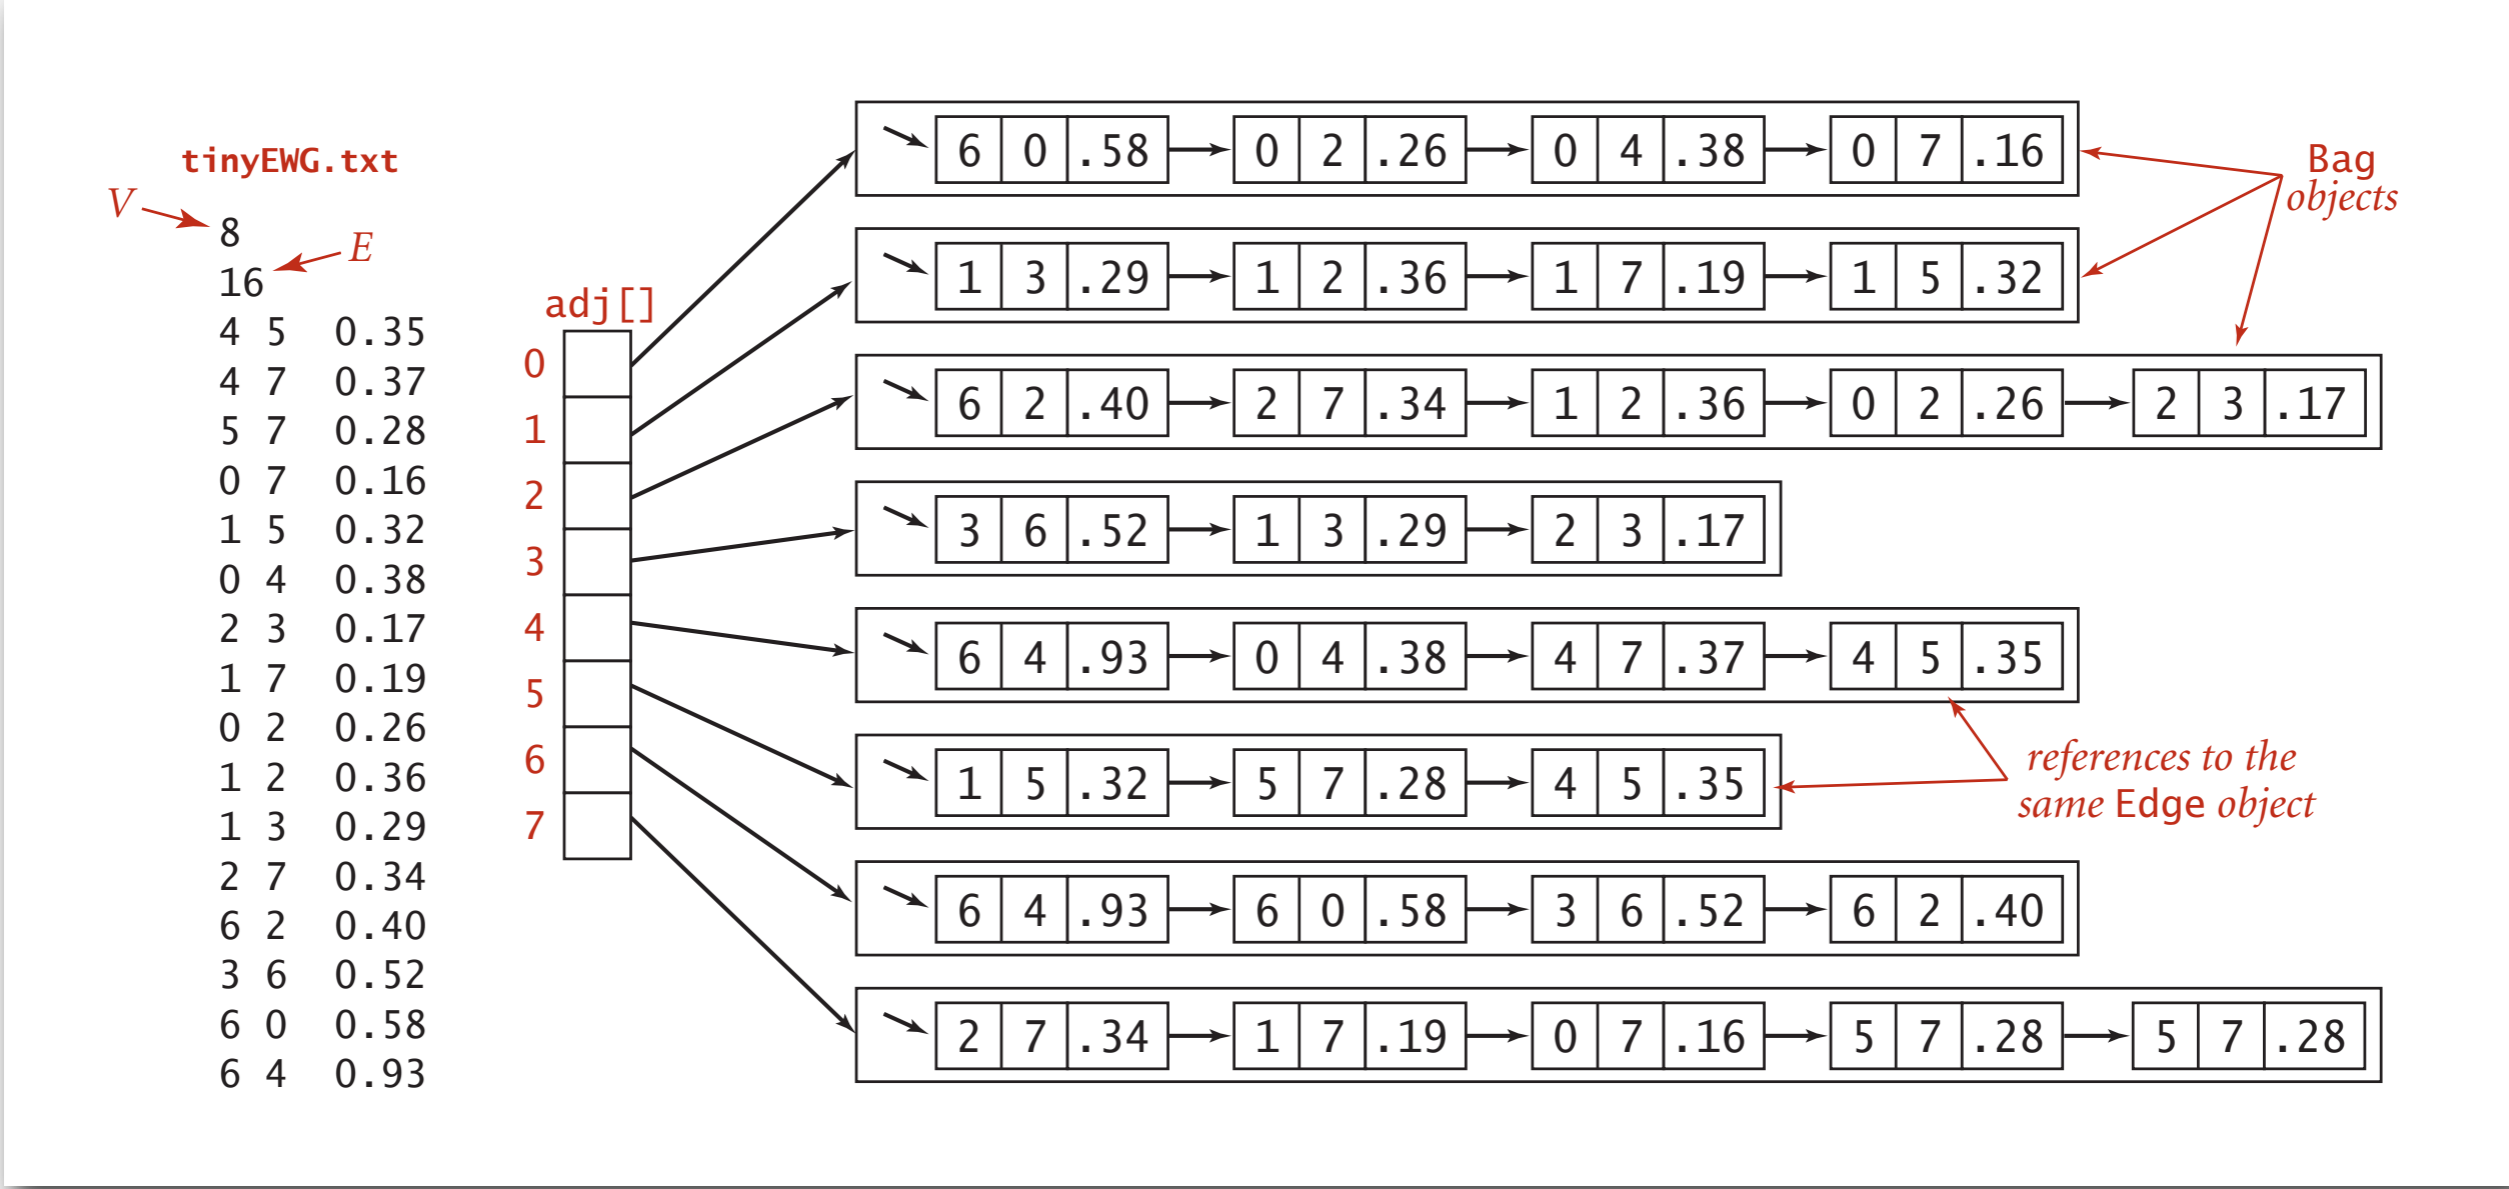 tinyEWG.txt
V
8
E
16
4 5 0.35
4 7 0.37
5 7 0.28
0 7 0.16
1 5 0.32
0 4 0.38
2 3 0.17
1 7 0.19
0 2 0.26
1 2 0.36
1 3 0.29
2 7 0.34
6 2 0.40
3 6 0.52
6 0 0.58
6 4 0.93
adj[]
0
1
2
3
4
5
6
7
6 0 .58 0 2 .26 0 4 .38 0 7 .16
1 3 .29 1 2 .36 1 7 .19 1 5 .32
6 2 .40 2 7 .34 1 2 .36 0 2 .26 2 3 .17
3 6 .52 1 3 .29 2 3 .17
6 4 .93 0 4 .38 4 7 .37 4 5 .35
1 5 .32 5 7 .28 4 5 .35
6 4 .93 6 0 .58 3 6 .52 6 2 .40
2 7 .34 1 7 .19 0 7 .16 5 7 .28 5 7 .28
Bag
objects
references to the
same Edge object